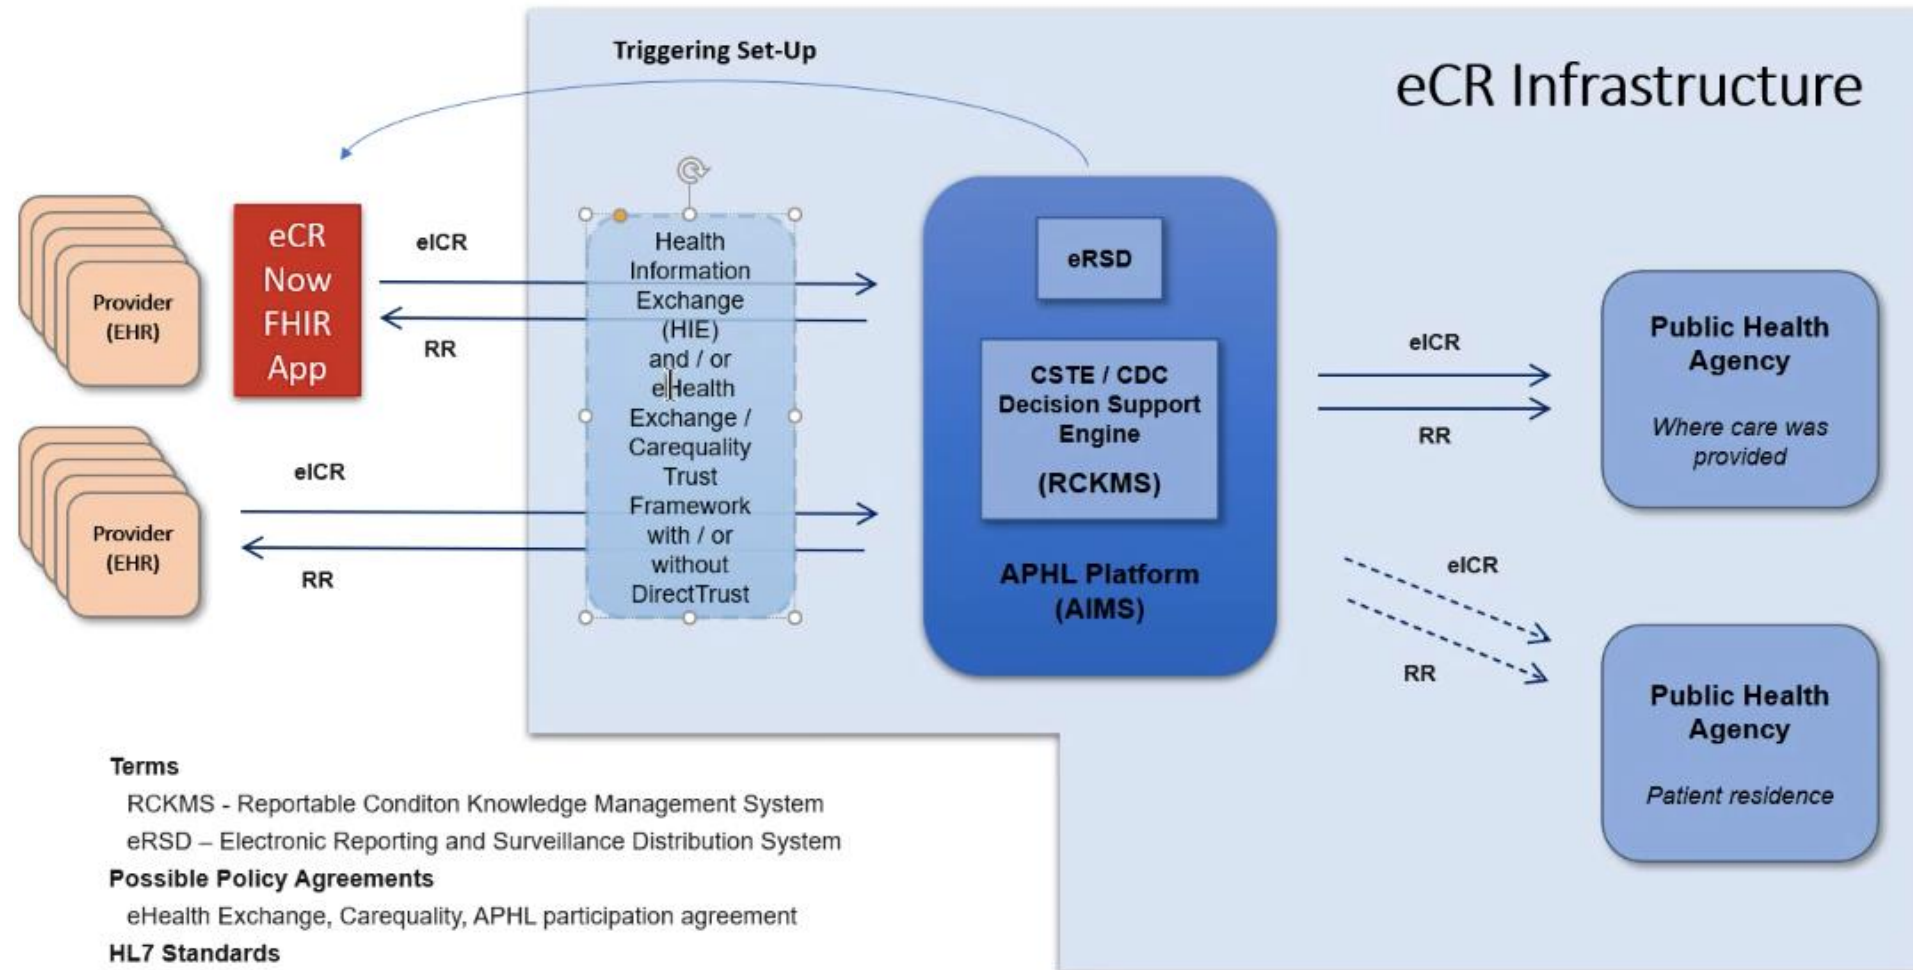 Triggering Set-Up
eCR Infrastructure
Provider
(EHR)
eCR
Now
FHIR
App
eICR
RR
Provider
(EHR)
eICR
RR
Health
Information
Exchange
(HIE)
and / or
eHealth
Exchange /
Carequality
Trust
Framework
with / or
without
DirectTrust
eRSD
CSTE / CDC
Decision Support
Engine
(RCKMS)
APHL Platform
(AIMS)
eICR
RR
eICR
RR
Public Health
Agency
Where care was
provided
Public Health
Agency
Patient residence
Terms
RCKMS - Reportable Conditon Knowledge Management System
eRSD – Electronic Reporting and Surveillance Distribution System
Possible Policy Agreements
eHealth Exchange, Carequality, APHL participation agreement
HL7 Standards